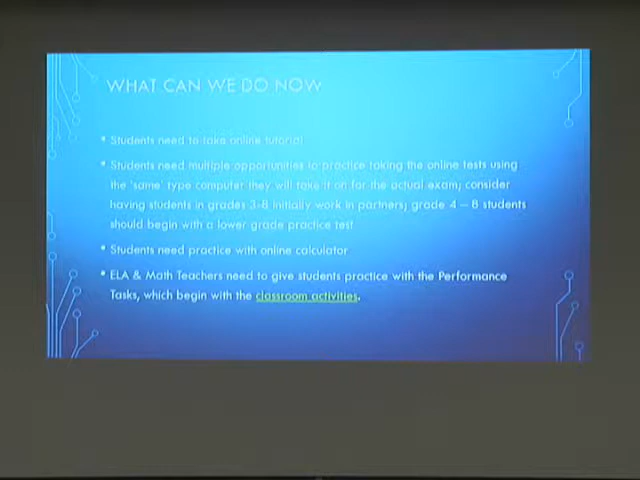 WHAT CAN WE DO NOW
• Students need to take online tutorial
• Students need multiple opportunities to practice taking the online tests using
the 'same' type computer they will take it on for the actual exam; consider
having students in grades 3-8 initially work in partners; grade 4 – 8 students
should begin with a lower grade practice test
• Students need practice with online calculator
• ELA & Math Teachers need to give students practice with the Performance
Tasks, which begin with the classroom activities.